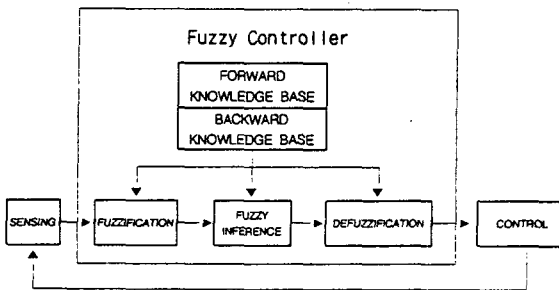 Fuzzy Controller
FORWARD
KNOWLEDGE BASE
BACKWARD
KNOWLEDGE BASE
SENSING
FUZZIFICATION
FUZZY
INFERENCE
DEFUZZIFICATION
CONTROL